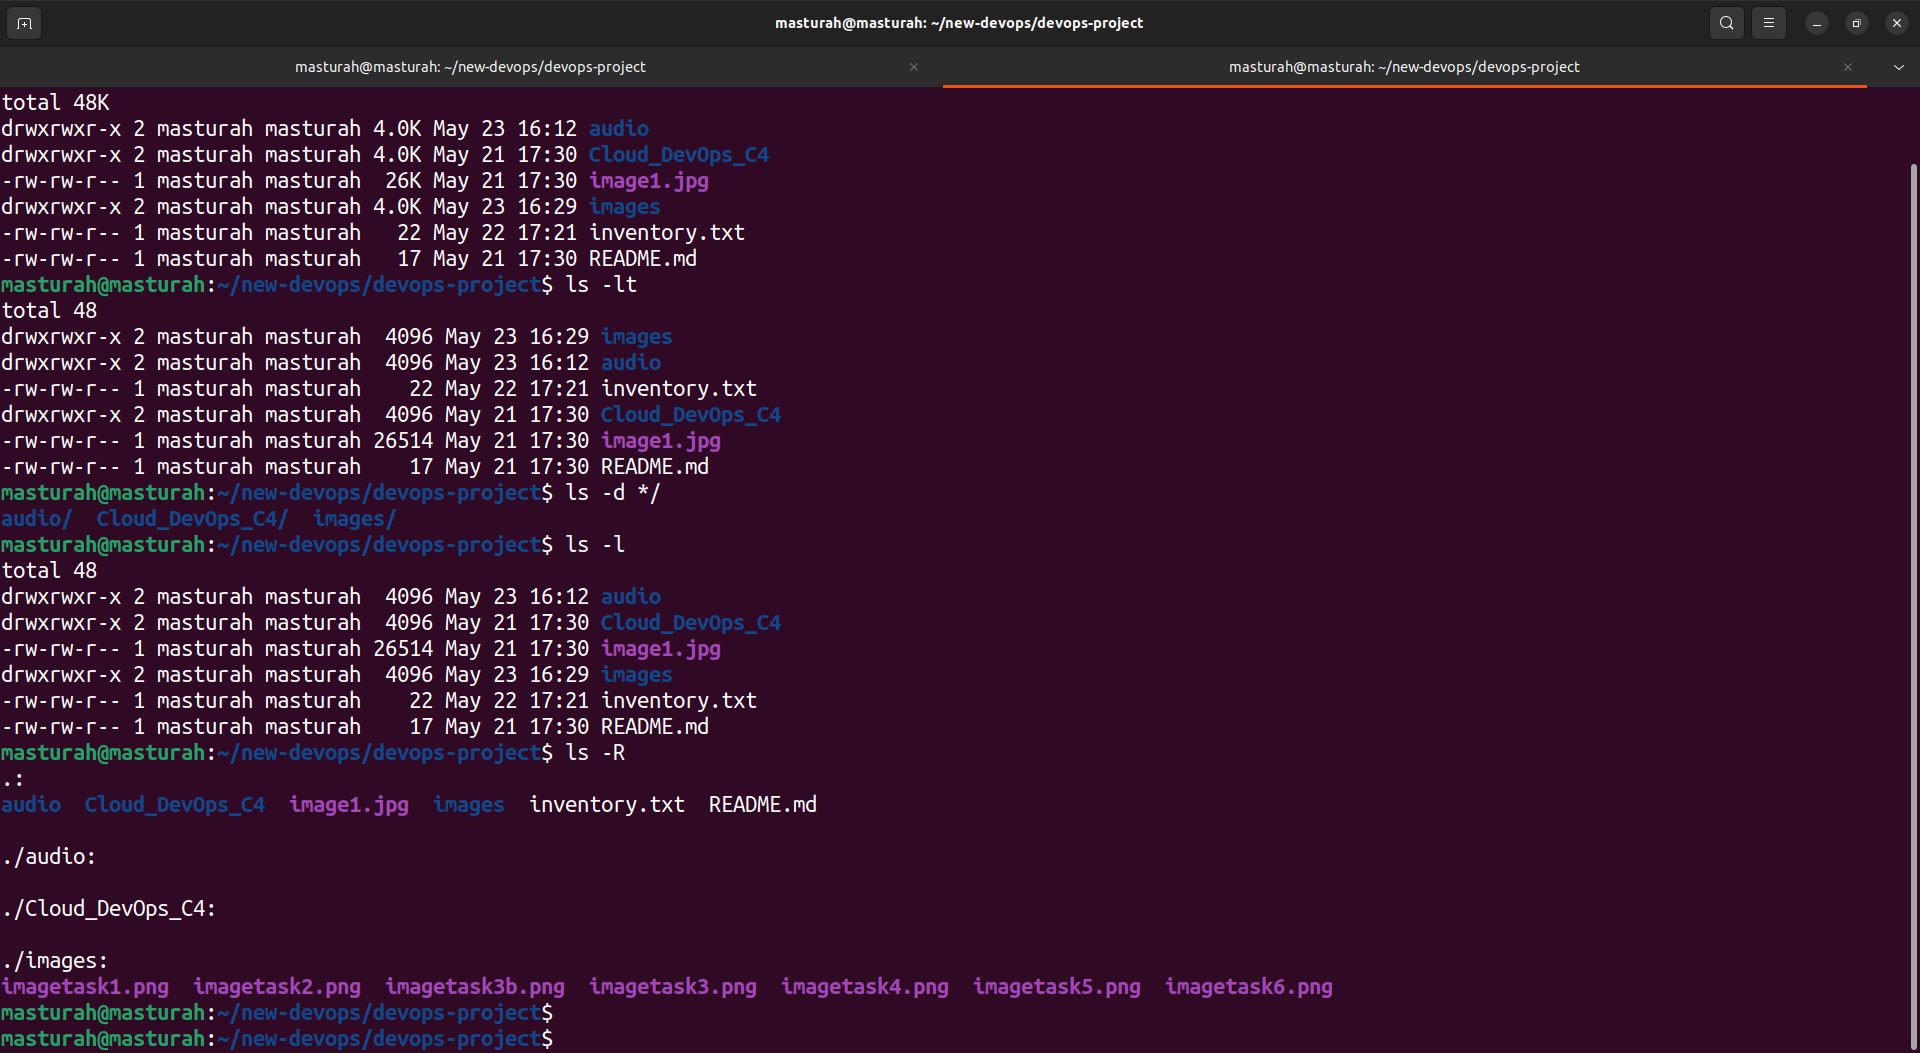 masturah@masturah: ~/new-devops/devops-project
masturah@masturah: ~/new-devops/devops-project
masturah@masturah: ~/new-devops/devops-project
total 48K
drwxrwxr-x 2 masturah masturah 4.0K May 23 16:12 audio
drwxrwxr-x 2 masturah masturah 4.0K May 21 17:30 Cloud_DevOps_C4
-rw-rw-r-- 1 masturah masturah  26K May 21 17:30 image1.jpg
drwxrwxr-x 2 masturah masturah 4.0K May 23 16:29 images
-rw-rw-r-- 1 masturah masturah   22 May 22 17:21 inventory.txt
-rw-rw-r-- 1 masturah masturah   17 May 21 17:30 README.md
masturah@masturah:~/new-devops/devops-project$ ls -lt
total 48
drwxrwxr-x 2 masturah masturah  4096 May 23 16:29 images
drwxrwxr-x 2 masturah masturah  4096 May 23 16:12 audio
-rw-rw-r-- 1 masturah masturah    22 May 22 17:21 inventory.txt
drwxrwxr-x 2 masturah masturah  4096 May 21 17:30 Cloud_DevOps_C4
-rw-rw-r-- 1 masturah masturah 26514 May 21 17:30 image1.jpg
-rw-rw-r-- 1 masturah masturah    17 May 21 17:30 README.md
masturah@masturah:~/new-devops/devops-project$ ls -d */
audio/  Cloud_DevOps_C4/  images/
masturah@masturah:~/new-devops/devops-project$ ls -l
total 48
drwxrwxr-x 2 masturah masturah  4096 May 23 16:12 audio
drwxrwxr-x 2 masturah masturah  4096 May 21 17:30 Cloud_DevOps_C4
-rw-rw-r-- 1 masturah masturah 26514 May 21 17:30 image1.jpg
drwxrwxr-x 2 masturah masturah  4096 May 23 16:29 images
-rw-rw-r-- 1 masturah masturah    22 May 22 17:21 inventory.txt
-rw-rw-r-- 1 masturah masturah    17 May 21 17:30 README.md
masturah@masturah:~/new-devops/devops-project$ ls -R
.:
audio  Cloud_DevOps_C4  image1.jpg  images  inventory.txt  README.md
./audio:
./Cloud_DevOps_C4:
./images:
imagetask1.png  imagetask2.png  imagetask3b.png  imagetask3.png  imagetask4.png  imagetask5.png  imagetask6.png
masturah@masturah:~/new-devops/devops-project$
masturah@masturah:~/new-devops/devops-project$